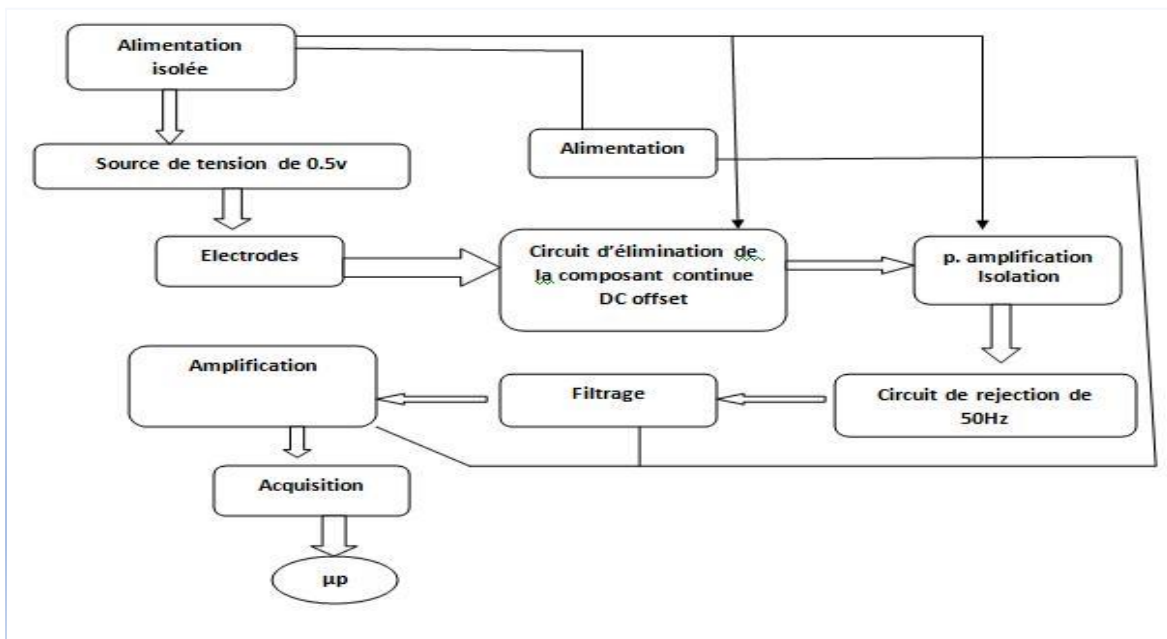 Alimentation
isolée
Alimentation
Source de tension de 0.5v
Electrodes
Circuit d'élimination de
la composant continue
DC offset
p. amplification
Isolation
Amplification
Filtrage
Circuit de rejection de
50Hz
Acquisition
µp